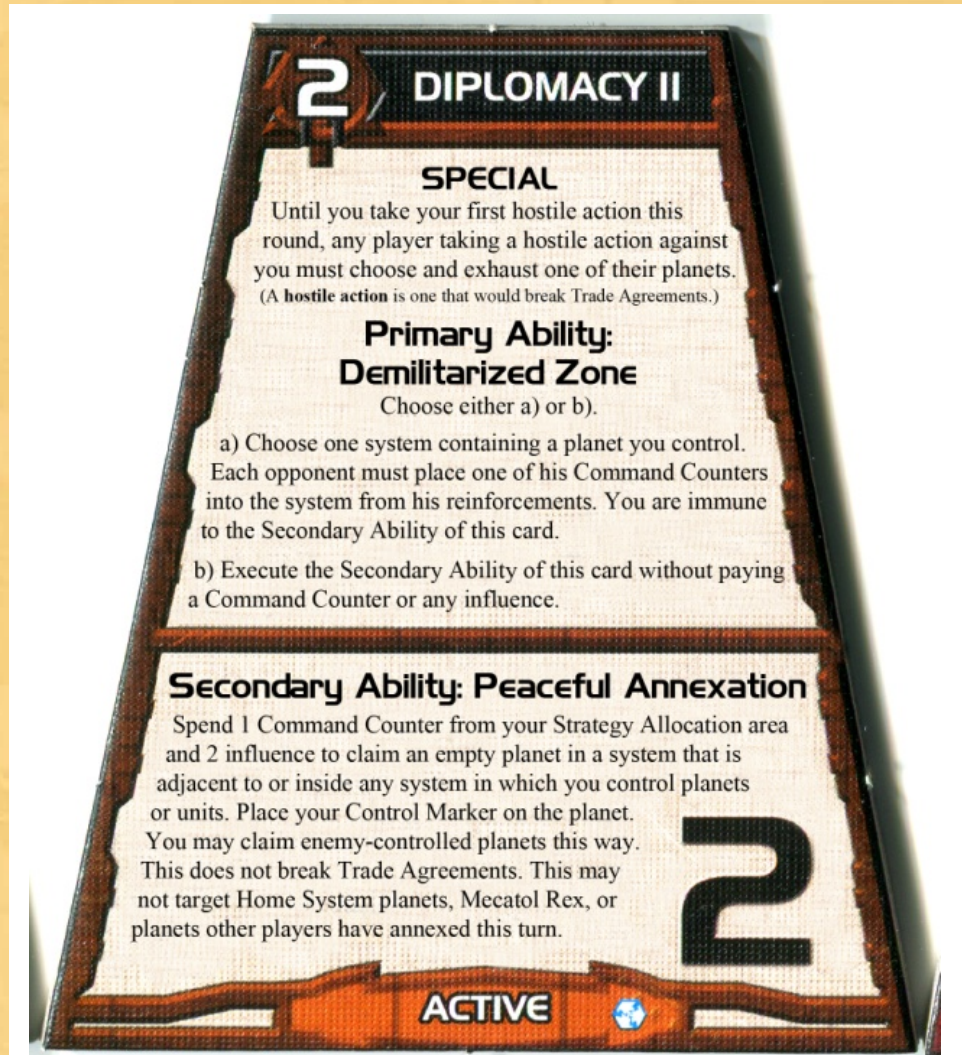 2
DIPLOMACY II
SPECIAL
Until you take your first hostile action this
round, any player taking a hostile action against
you must choose and exhaust one of their planets.
(A hostile action is one that would break Trade Agreements.)
Primary Ability:
Demilitarized Zone
Choose either a) or b).
a) Choose one system containing a planet you control.
Each opponent must place one of his Command Counters
into the system from his reinforcements. You are immune
to the Secondary Ability of this card.
b) Execute the Secondary Ability of this card without paying
a Command Counter or any influence.
Secondary Ability: Peaceful Annexation
Spend 1 Command Counter from your Strategy Allocation area
and 2 influence to claim an empty planet in a system that is
adjacent to or inside any system in which you control planets
or units. Place your Control Marker on the planet.
You may claim enemy-controlled planets this way.
This does not break Trade Agreements. This may
not target Home System planets, Mecatol Rex, or
planets other players have annexed this turn.
2
ACTIVE